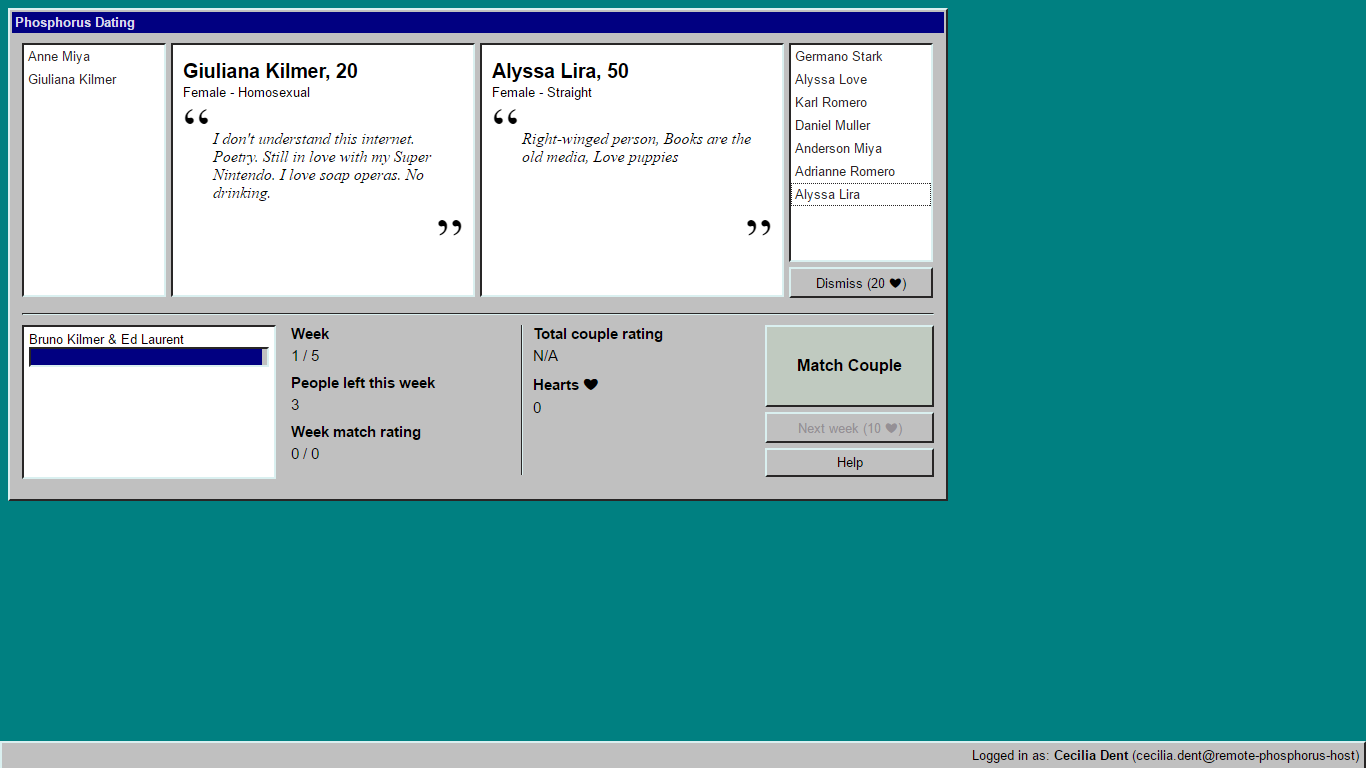 Phosphorus Dating
Anne Miya
Giuliana Kilmer
Giuliana Kilmer, 20
Female - Homosexual
“
I don't understand this internet.
Poetry. Still in love with my Super
Nintendo. I love soap operas. No
drinking.
”
Alyssa Lira, 50
Female - Straight
“
Right-winged person, Books are the
old media, Love puppies
”
Germano Stark
Alyssa Love
Karl Romero
Daniel Muller
Anderson Miya
Adrianne Romero
Alyssa Lira
Dismiss (20 ♥)
Bruno Kilmer & Ed Laurent
Week
1 / 5
People left this week
3
Week match rating
0 / 0
Total couple rating
N/A
Hearts ♥
0
Match Couple
Next week (10 ♥)
Help
Logged in as: Cecilia Dent (cecilia.dent@remote-phosphorus-host)